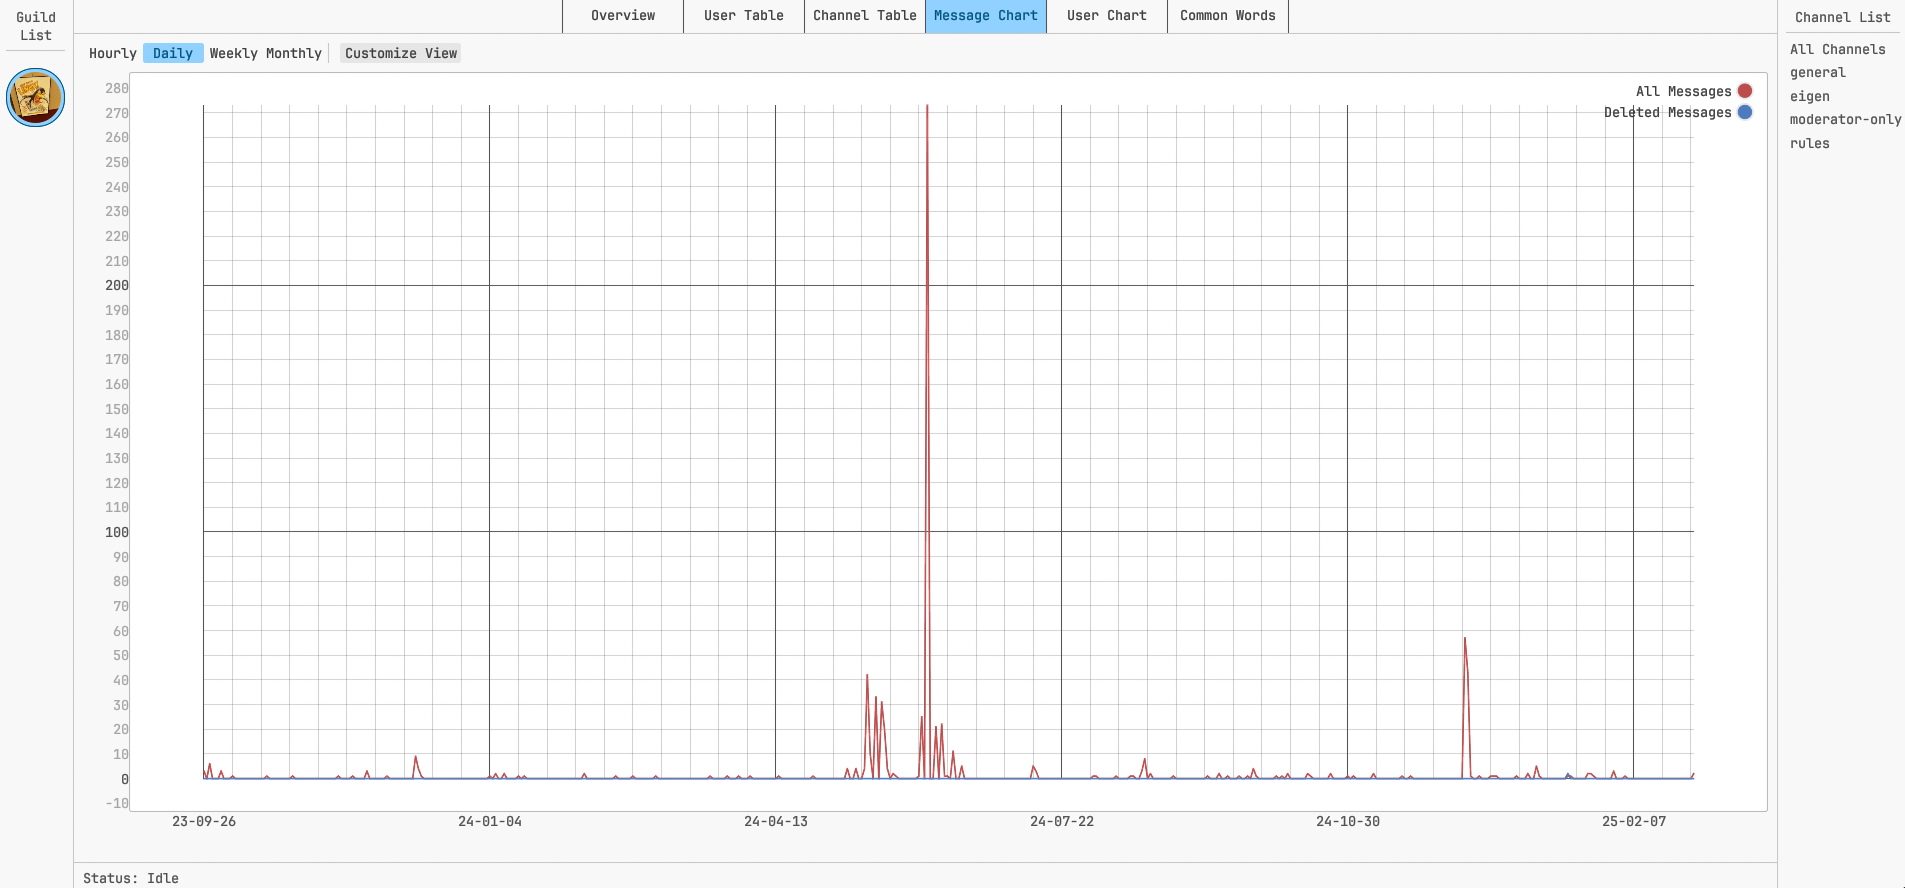 Guild
List
Overview
User Table
Channel Table
Message Chart
User Chart
Common Words
Hourly
Daily
Weekly
Monthly
Customize View
All Messages
Deleted Messages
280
270
260
250
240
230
220
210
200
190
180
170
160
150
140
130
120
110
100
90
80
70
60
50
40
30
20
10
0
-10
23-09-26
24-01-04
24-04-13
24-07-22
24-10-30
25-02-07
Status: Idle
Channel List
All Channels
general
eigen
moderator-only
rules